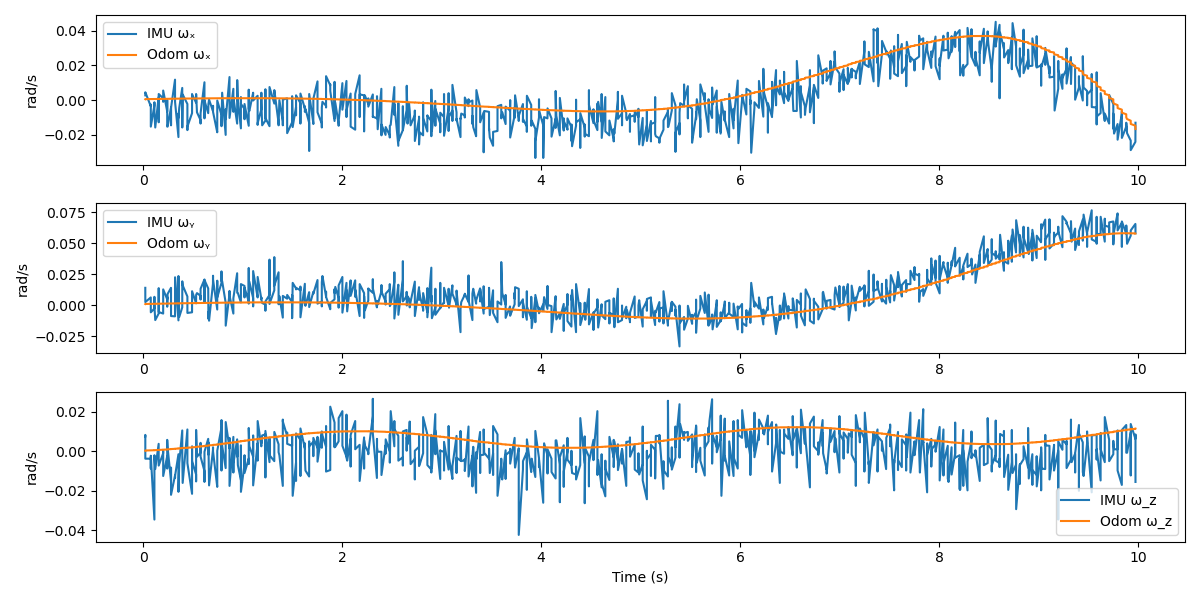 IMU ωₓ
Odom ωₓ
rad/s
0.04
0.02
0.00
−0.02
0 2 4 6 8 10
IMU ωᵧ
Odom ωᵧ
rad/s
0.075
0.050
0.025
0.000
−0.025
0 2 4 6 8 10
rad/s
0.02
0.00
−0.02
−0.04
IMU ω_z
Odom ω_z
0 2 4 6 8 10
Time (s)